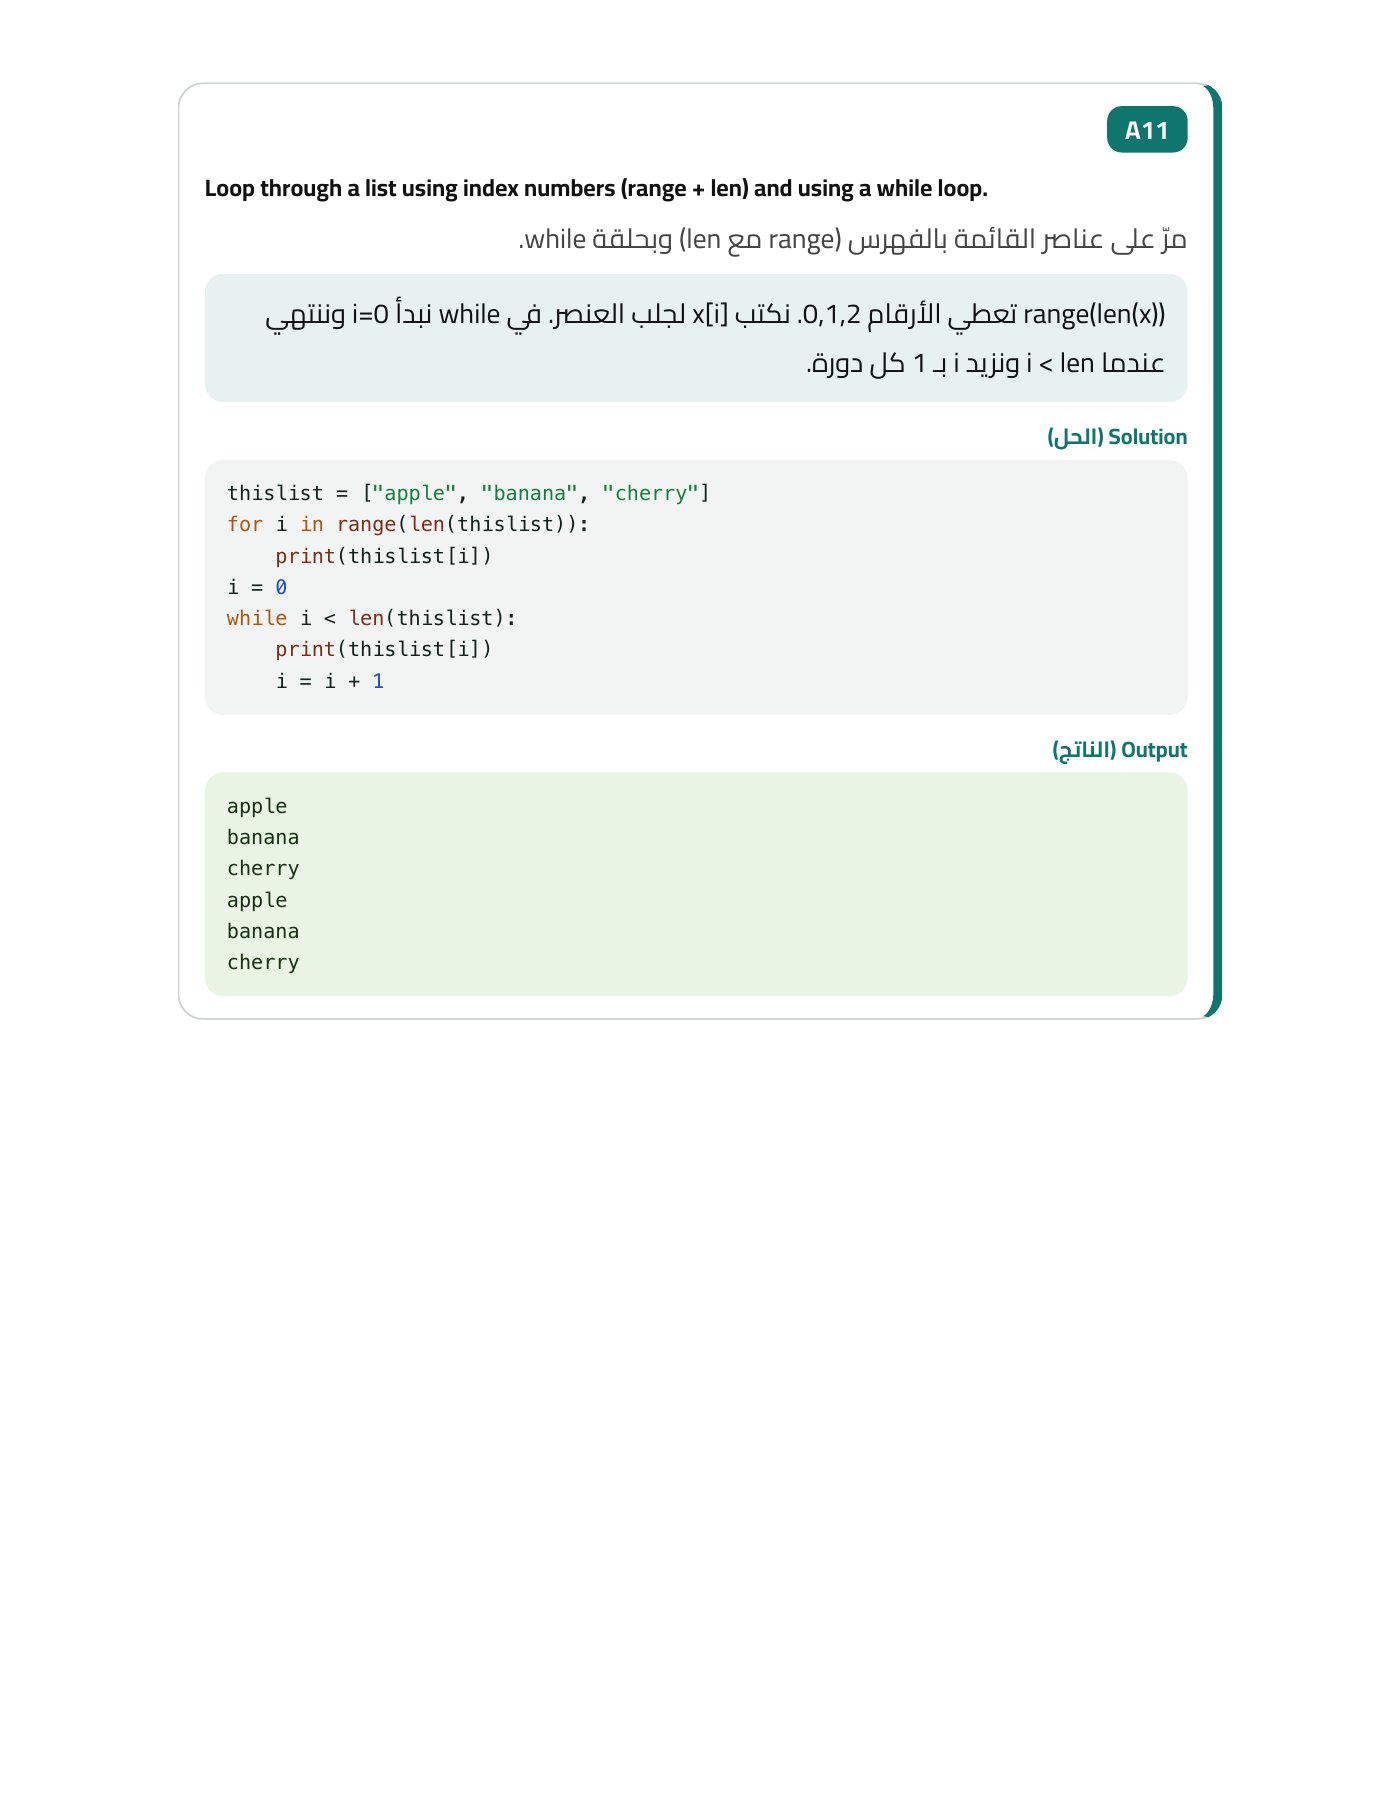 A11
Loop through a list using index numbers (range + len) and using a while loop.
مرّ على عناصر القائمة بالفهرس (range مع len) وبحلقة while.
range(len(x)) تعطي الأرقام 0,1,2. نكتب x[i] لجلب العنصر. في while نبدأ i=0 وننتهي
عندما i < len ونزيد i بـ 1 كل دورة.
Solution (الحل)
thislist = ["apple", "banana", "cherry"]
for i in range(len(thislist)):
    print(thislist[i])
i = 0
while i < len(thislist):
    print(thislist[i])
    i = i + 1
Output (الناتج)
apple
banana
cherry
apple
banana
cherry